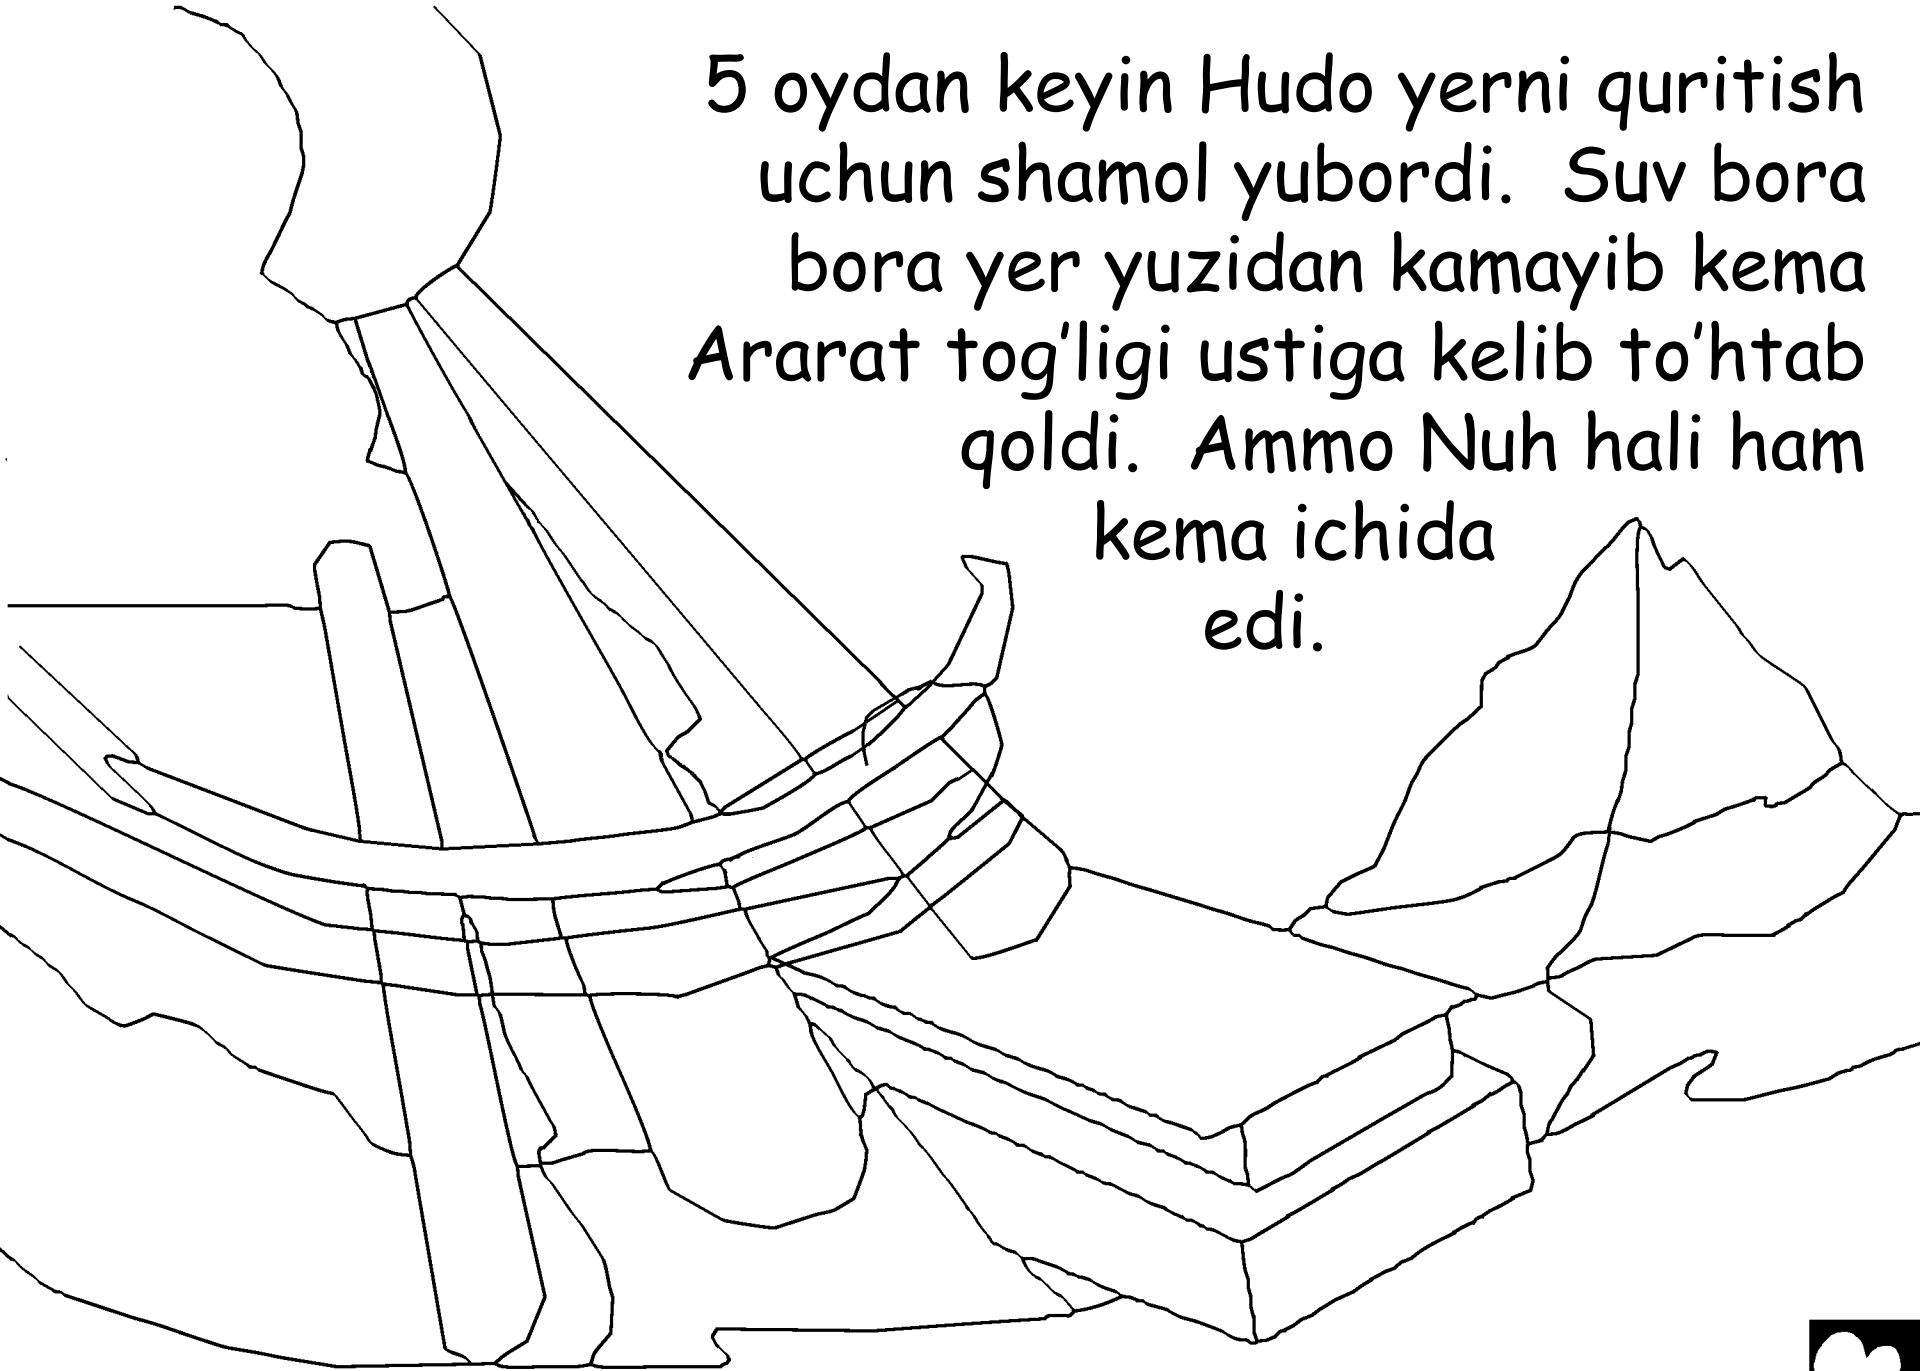 5 oydan keyin Hudo yerni quritish
uchun shamol yubordi.  Suv bora
bora yer yuzidan kamayib kema
Ararat tog’ligi ustiga kelib to’htab
qoldi.  Ammo Nuh hali ham
kema ichida
edi.